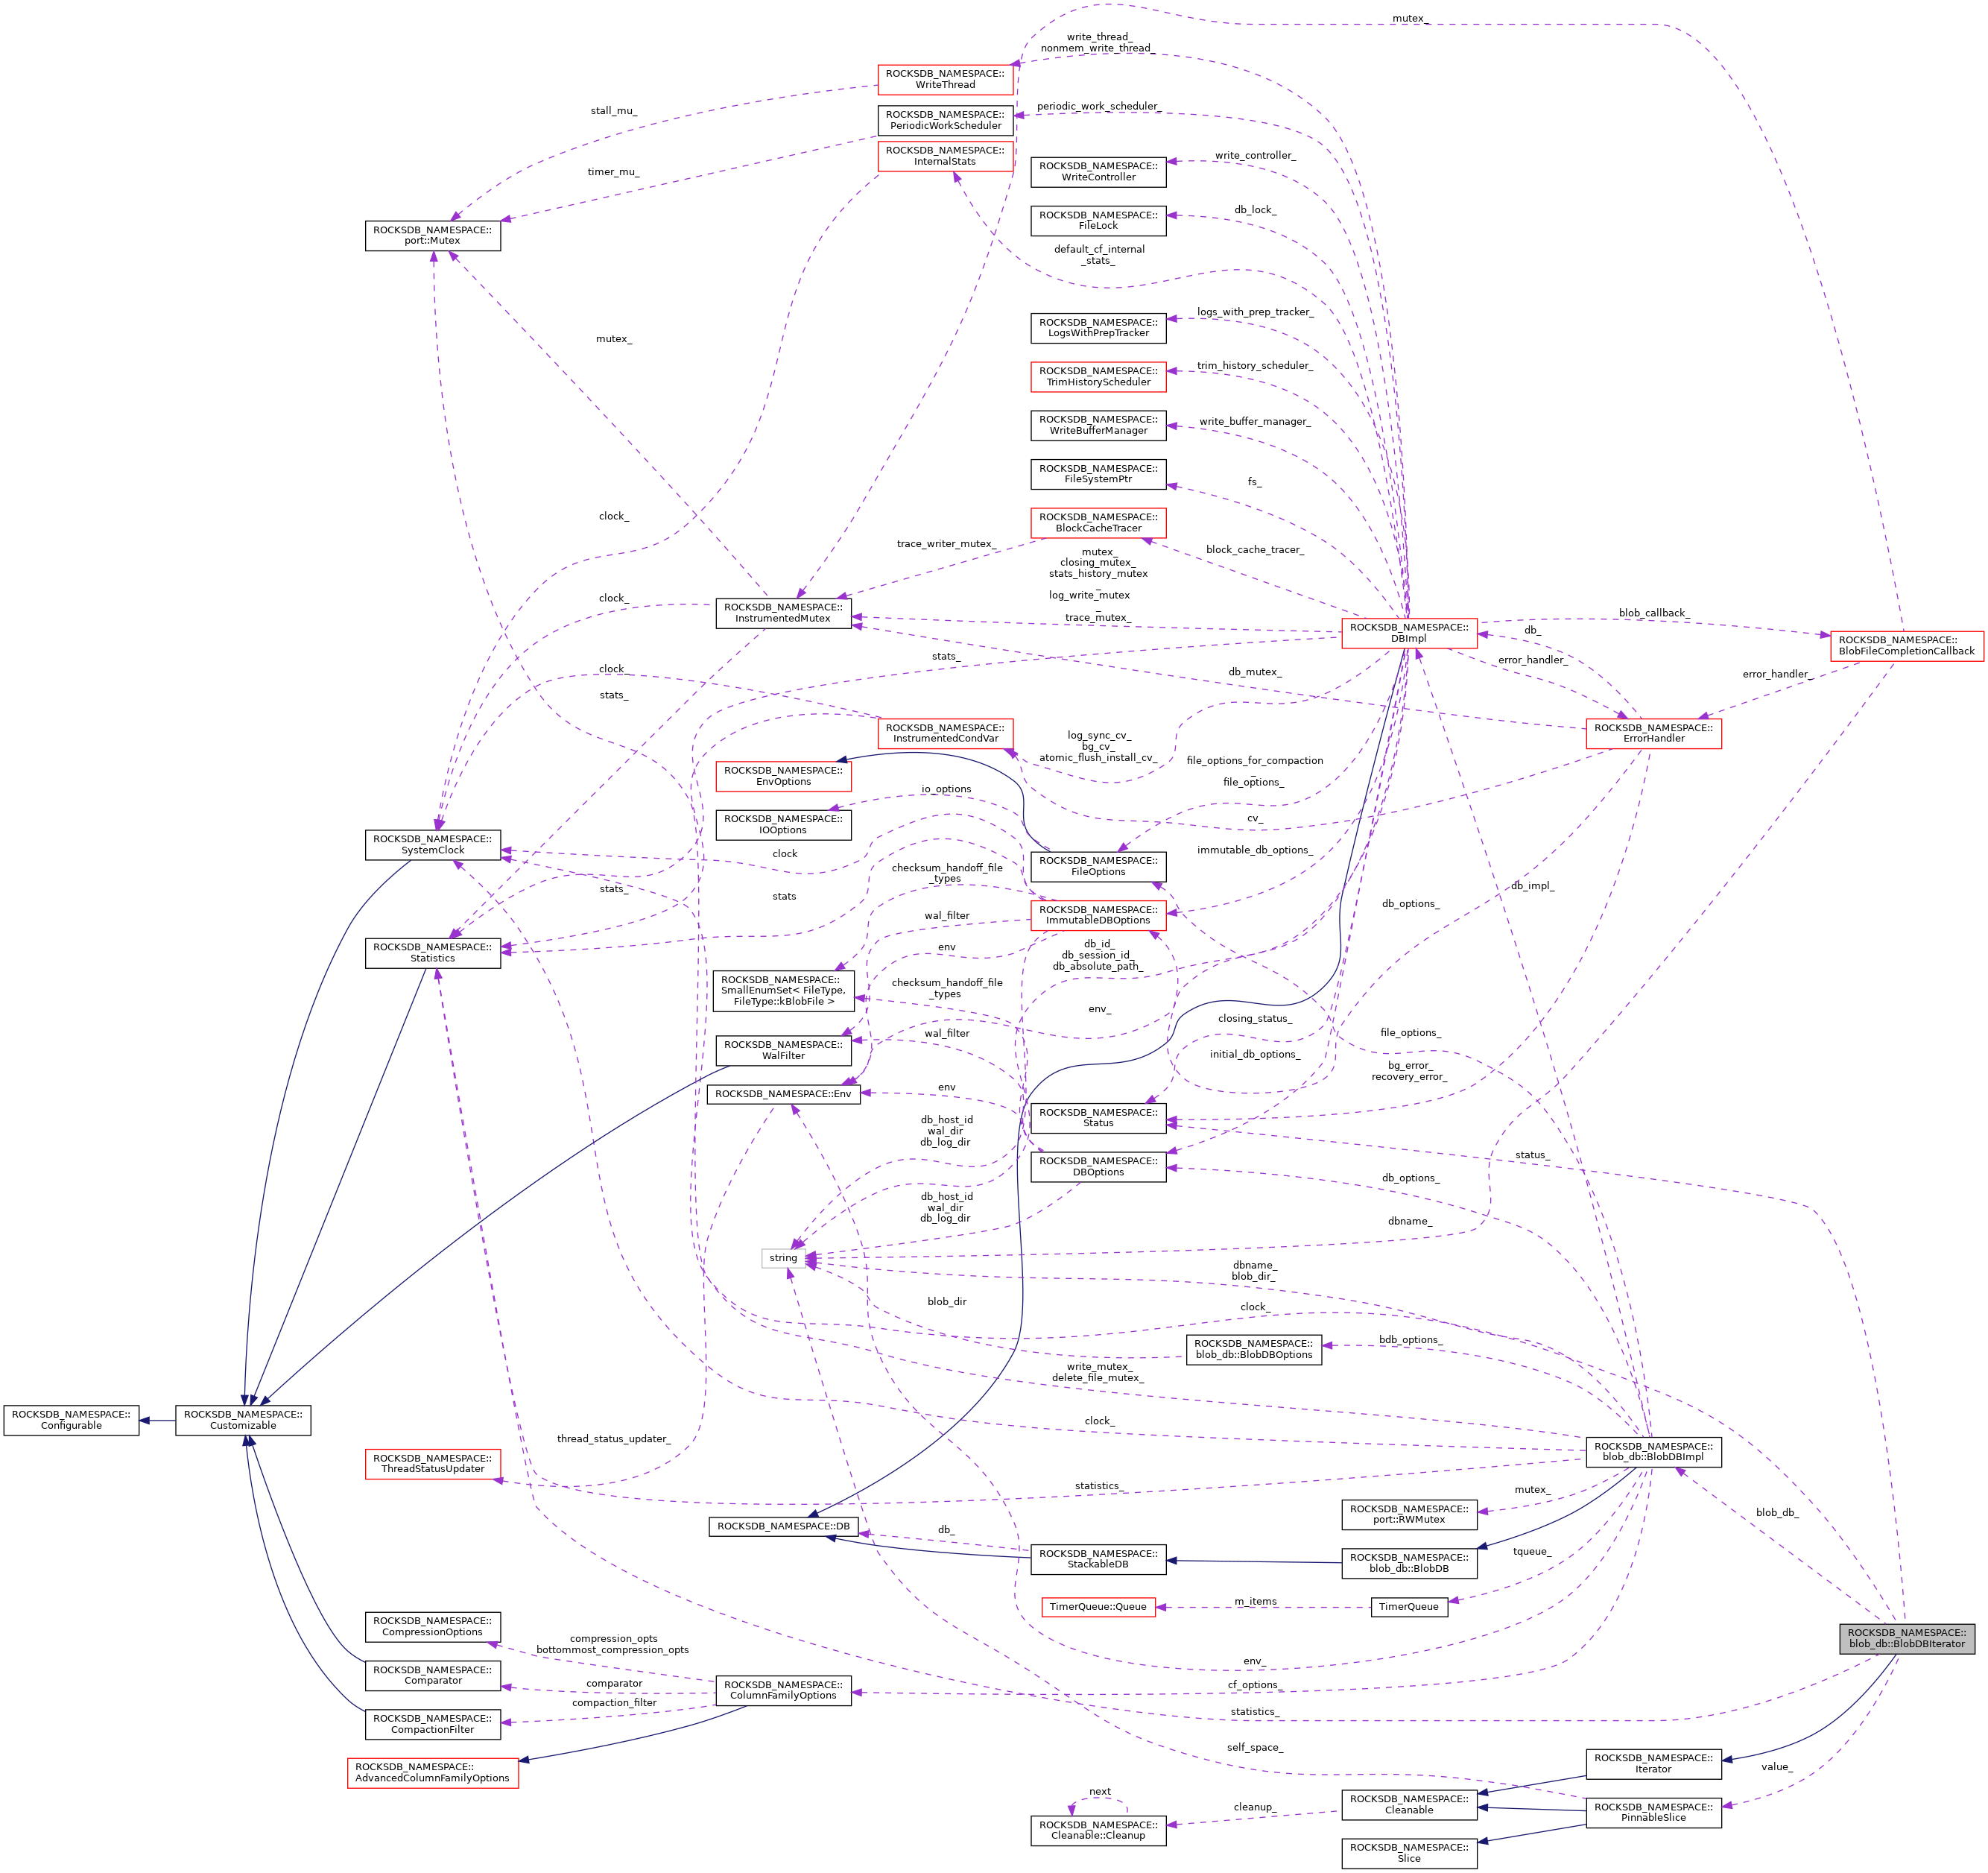 mutex_
write_thread_
nonmem_write_thread_
ROCKSDB_NAMESPACE::
WriteThread
stall_mu_
periodic_work_scheduler_
ROCKSDB_NAMESPACE::
PeriodicWorkScheduler
ROCKSDB_NAMESPACE::
InternalStats
write_controller_
ROCKSDB_NAMESPACE::
WriteController
timer_mu_
db_lock_
ROCKSDB_NAMESPACE::
FileLock
ROCKSDB_NAMESPACE::
port::Mutex
default_cf_internal
_stats_
logs_with_prep_tracker_
ROCKSDB_NAMESPACE::
LogsWithPrepTracker
mutex_
trim_history_scheduler_
ROCKSDB_NAMESPACE::
TrimHistoryScheduler
write_buffer_manager_
ROCKSDB_NAMESPACE::
WriteBufferManager
ROCKSDB_NAMESPACE::
FileSystemPtr
fs_
clock_
ROCKSDB_NAMESPACE::
BlockCacheTracer
trace_writer_mutex_
block_cache_tracer_
mutex_
closing_mutex_
stats_history_mutex
_
log_write_mutex
_
trace_mutex_
clock_
ROCKSDB_NAMESPACE::
InstrumentedMutex
blob_callback_
ROCKSDB_NAMESPACE::
DBImpl
db_
ROCKSDB_NAMESPACE::
BlobFileCompletionCallback
stats_
error_handler_
clock_
db_mutex_
error_handler_
stats_
ROCKSDB_NAMESPACE::
InstrumentedCondVar
ROCKSDB_NAMESPACE::
ErrorHandler
log_sync_cv_
bg_cv_
atomic_flush_install_cv_
file_options_for_compaction
_
file_options_
ROCKSDB_NAMESPACE::
EnvOptions
io_options
ROCKSDB_NAMESPACE::
IOOptions
cv_
ROCKSDB_NAMESPACE::
SystemClock
clock
immutable_db_options_
ROCKSDB_NAMESPACE::
FileOptions
checksum_handoff_file
_types
stats_
stats
db_impl_
db_options_
wal_filter
ROCKSDB_NAMESPACE::
ImmutableDBOptions
ROCKSDB_NAMESPACE::
Statistics
env
db_id_
db_session_id_
db_absolute_path_
ROCKSDB_NAMESPACE::
SmallEnumSet< FileType,
FileType::kBlobFile >
checksum_handoff_file
_types
env_
closing_status_
wal_filter
file_options_
ROCKSDB_NAMESPACE::
WalFilter
initial_db_options_
bg_error_
recovery_error_
ROCKSDB_NAMESPACE::Env
env
ROCKSDB_NAMESPACE::
Status
db_host_id
wal_dir
db_log_dir
status_
ROCKSDB_NAMESPACE::
DBOptions
db_options_
db_host_id
wal_dir
db_log_dir
dbname_
string
dbname_
blob_dir_
blob_dir
clock_
ROCKSDB_NAMESPACE::
blob_db::BlobDBOptions
bdb_options_
write_mutex_
delete_file_mutex_
ROCKSDB_NAMESPACE::
Configurable
ROCKSDB_NAMESPACE::
Customizable
clock_
thread_status_updater_
ROCKSDB_NAMESPACE::
blob_db::BlobDBImpl
ROCKSDB_NAMESPACE::
ThreadStatusUpdater
statistics_
mutex_
ROCKSDB_NAMESPACE::
port::RWMutex
blob_db_
ROCKSDB_NAMESPACE::DB
db_
ROCKSDB_NAMESPACE::
StackableDB
ROCKSDB_NAMESPACE::
blob_db::BlobDB
tqueue_
TimerQueue::Queue
m_items
TimerQueue
ROCKSDB_NAMESPACE::
CompressionOptions
compression_opts
bottommost_compression_opts
ROCKSDB_NAMESPACE::
blob_db::BlobDBIterator
env_
ROCKSDB_NAMESPACE::
Comparator
comparator
ROCKSDB_NAMESPACE::
ColumnFamilyOptions
cf_options_
compaction_filter
statistics_
ROCKSDB_NAMESPACE::
CompactionFilter
self_space_
ROCKSDB_NAMESPACE::
AdvancedColumnFamilyOptions
ROCKSDB_NAMESPACE::
Iterator
value_
next
cleanup_
ROCKSDB_NAMESPACE::
Cleanable
ROCKSDB_NAMESPACE::
PinnableSlice
ROCKSDB_NAMESPACE::
Cleanable::Cleanup
ROCKSDB_NAMESPACE::
Slice